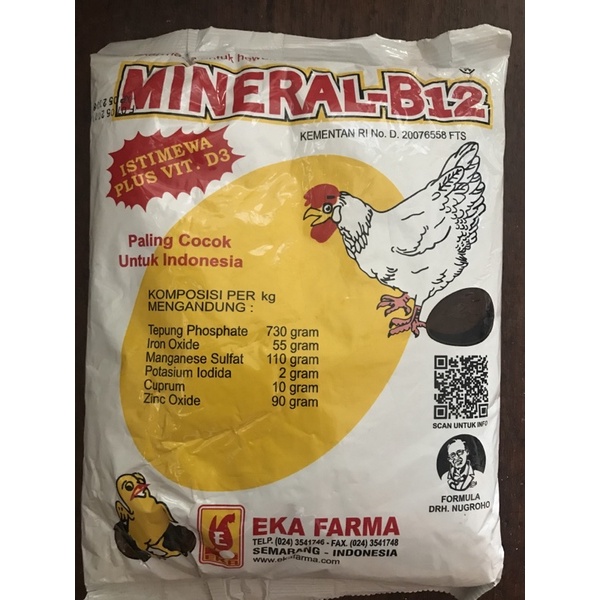 MINERAL-B12
KEMENTAN RI No. D. 20076558 FTS
ISTIMEWA
PLUS VIT. D3
Paling Cocok
Untuk Indonesia
KOMPOSISI PER kg
MENGANDUNG :
Tepung Phosphate 730 gram
Iron Oxide 55 gram
Manganese Sulfat 110 gram
Potasium Iodida 2 gram
Cuprum 10 gram
Zinc Oxide 90 gram
SCAN UNTUK INFO
FORMULA
DRH. NUGROHO
EKA FARMA
TELP. (024) 3541746 - FAX. (024) 3541748
SEMARANG - INDONESIA
www.ekafarma.com